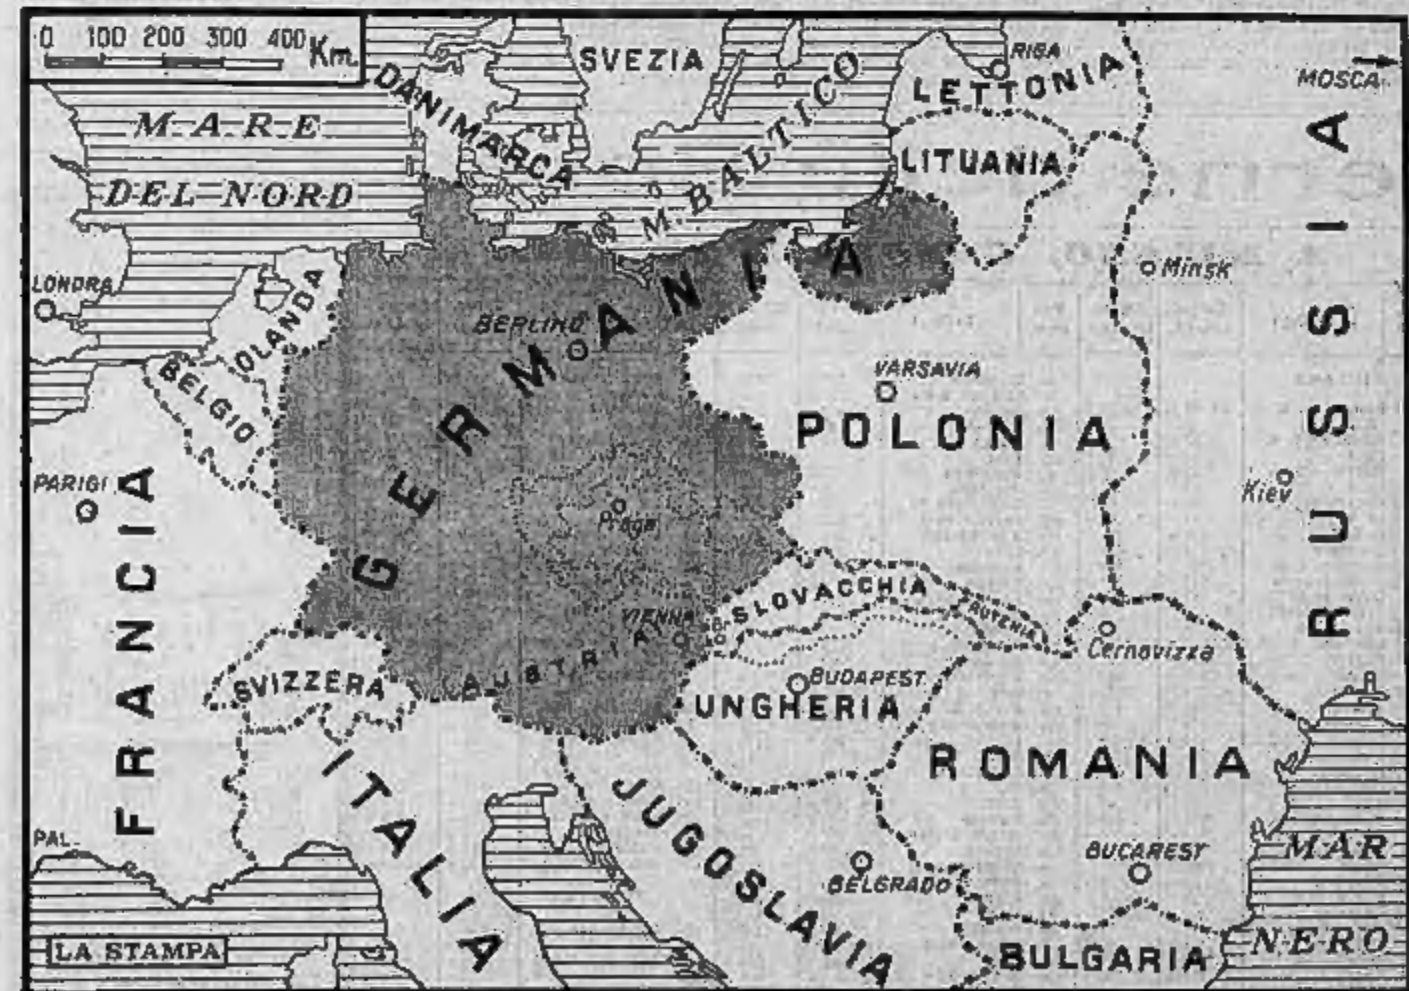 0 100 200 300 400 Km.
SVEZIA
RIGA
MOSCA
DANIMARCA
LETTONIA
MARE
DEL NORD
M. BALTICO
LITUANIA
RUSSIA
Minsk
LONDRA
OLANDA
BERLINO
GERMANIA
BELGIO
VARSAVIA
POLONIA
PARIGI
FRANCIA
Praga
Kiev
SLOVACCHIA
VIENNA
B.
RUTENIA
Cernovizza
AUSTRIA
SVIZZERA
BUDAPEST
UNGHERIA
ITALIA
ROMANIA
JUGOSLAVIA
PAL.
BELGRADO
BUCAREST
MAR
NERO
LA STAMPA
BULGARIA